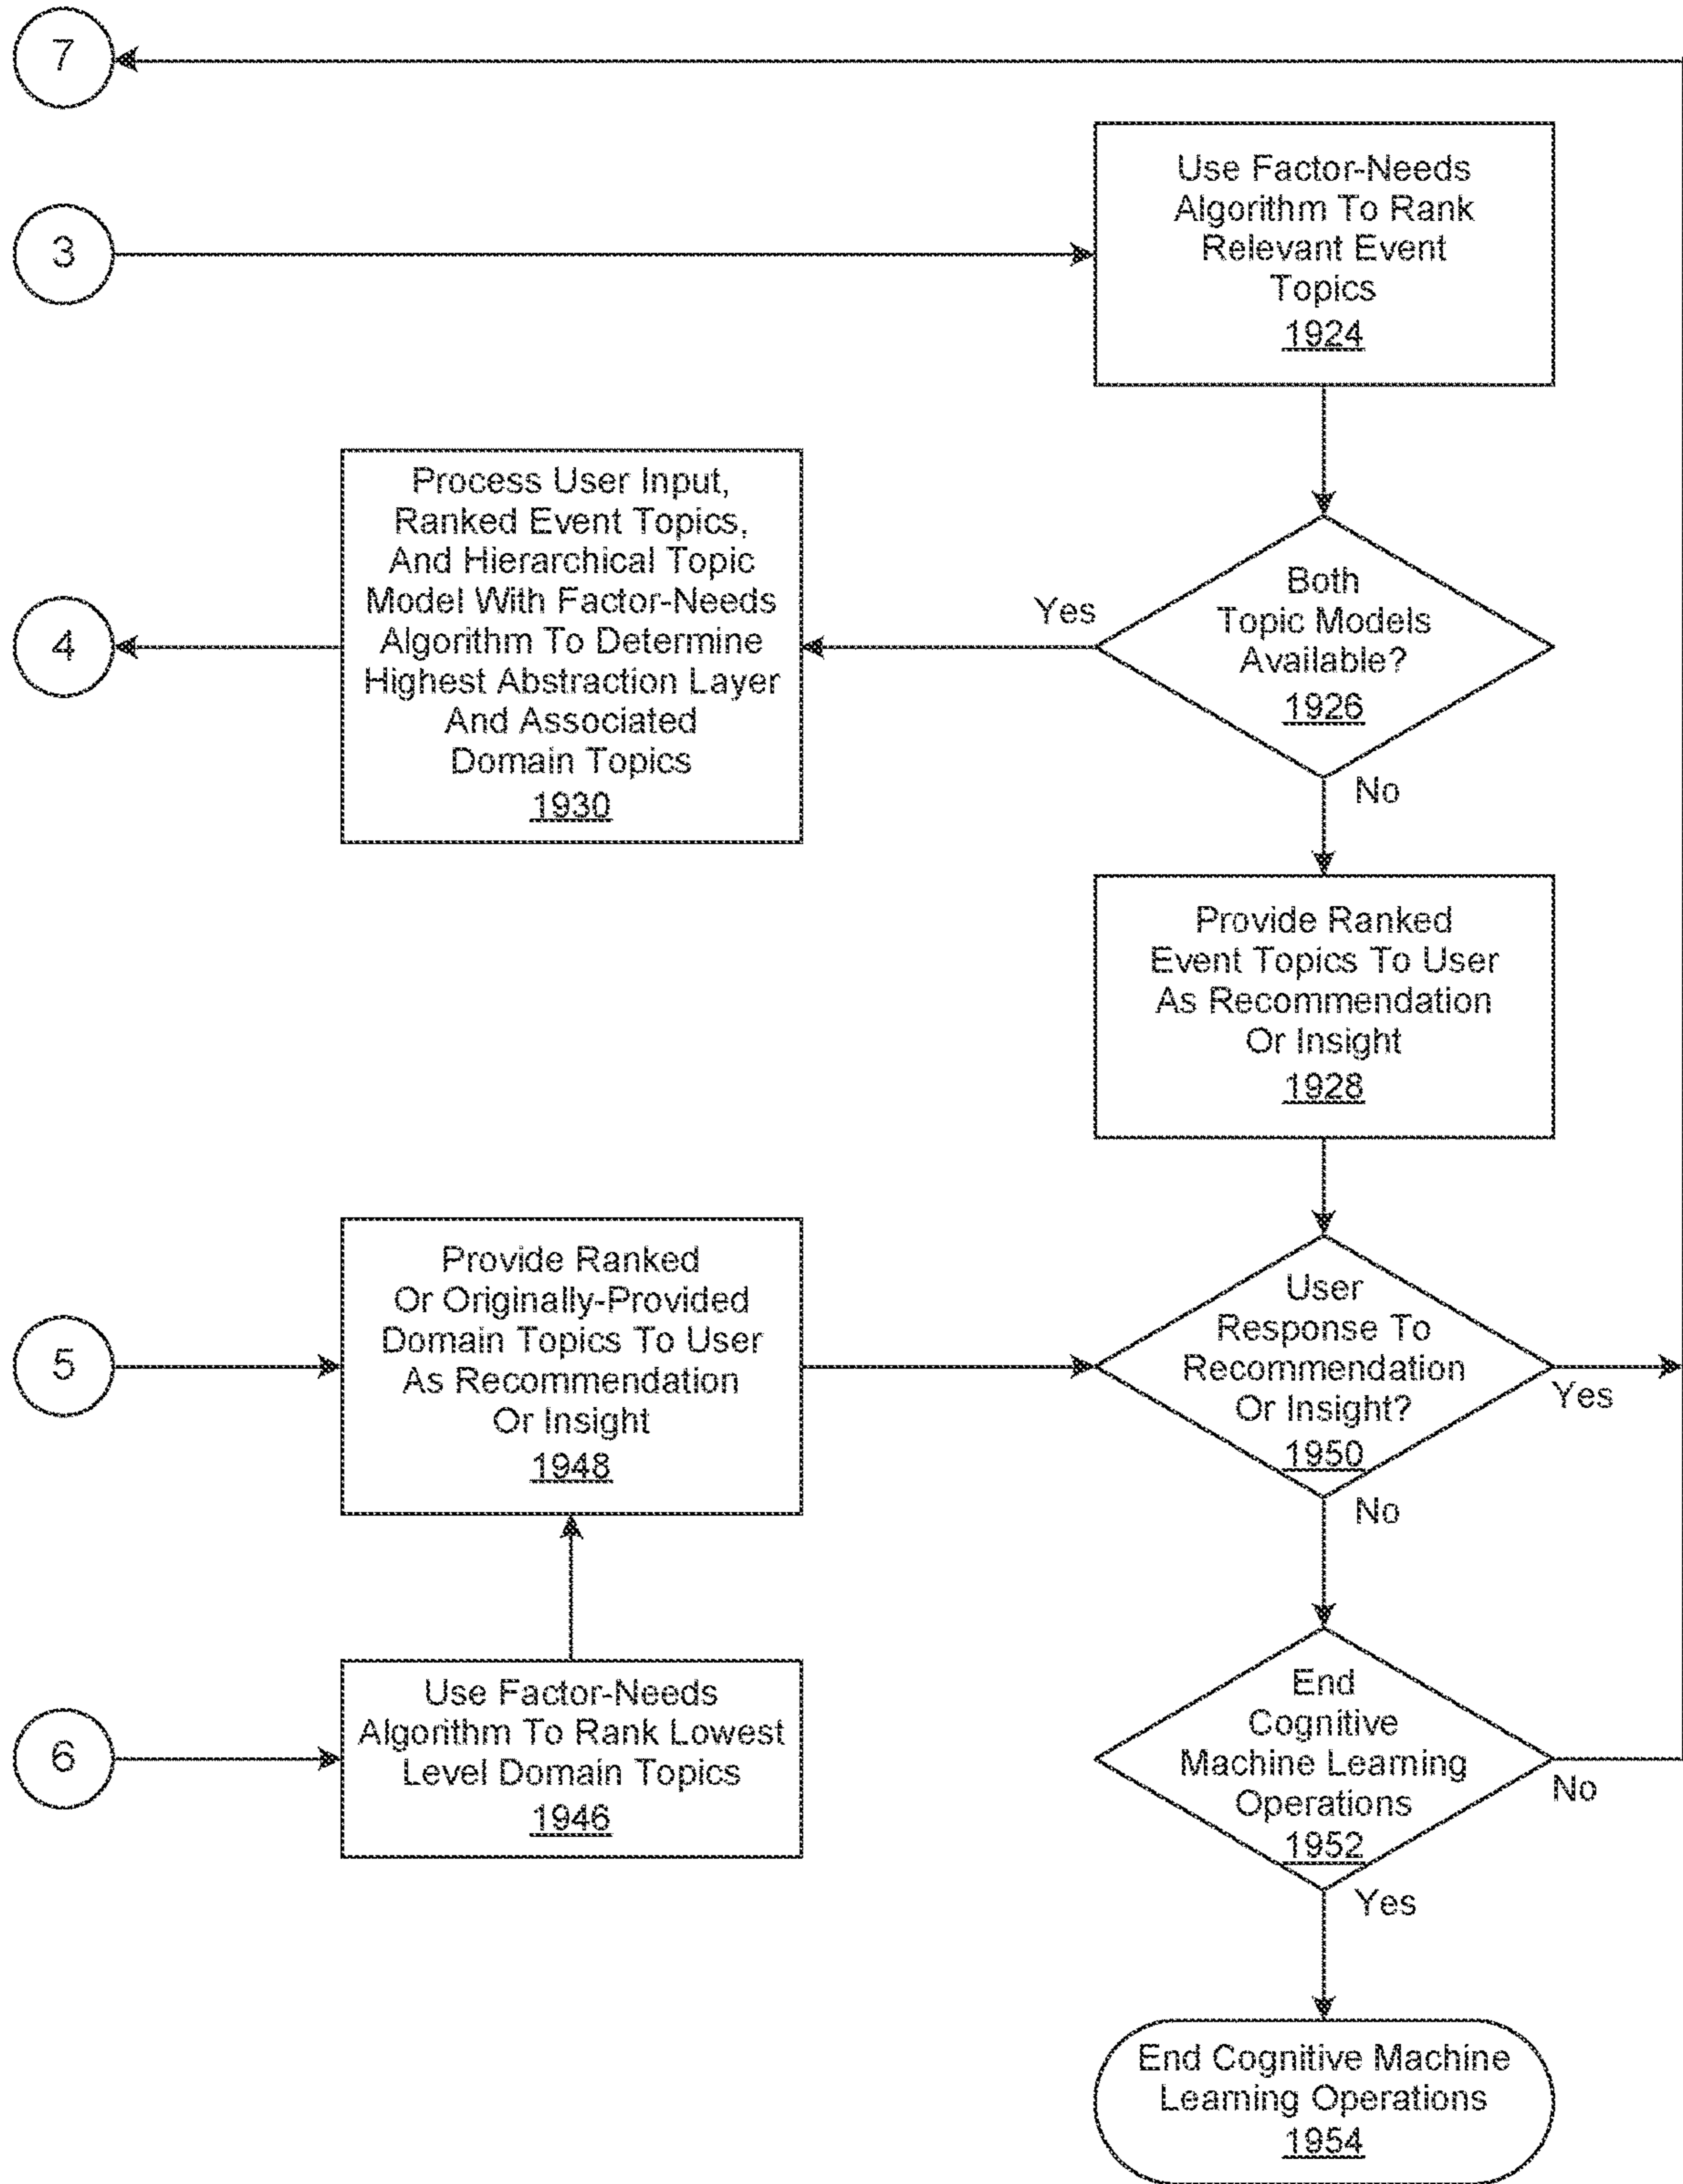 7
3
Use Factor-Needs
Algorithm To Rank
Relevant Event
Topics
1924
4
Process User Input,
Ranked Event Topics,
And Hierarchical Topic
Model With Factor-Needs
Algorithm To Determine
Highest Abstraction Layer
And Associated
Domain Topics
1930
Yes
Both
Topic Models
Available?
1926
No
Provide Ranked
Event Topics To User
As Recommendation
Or Insight
1928
5
Provide Ranked
Or Originally-Provided
Domain Topics To User
As Recommendation
Or Insight
1948
User
Response To
Recommendation
Or Insight?
1950
Yes
No
6
Use Factor-Needs
Algorithm To Rank Lowest
Level Domain Topics
1946
End
Cognitive
Machine Learning
Operations
1952
No
Yes
End Cognitive Machine
Learning Operations
1954